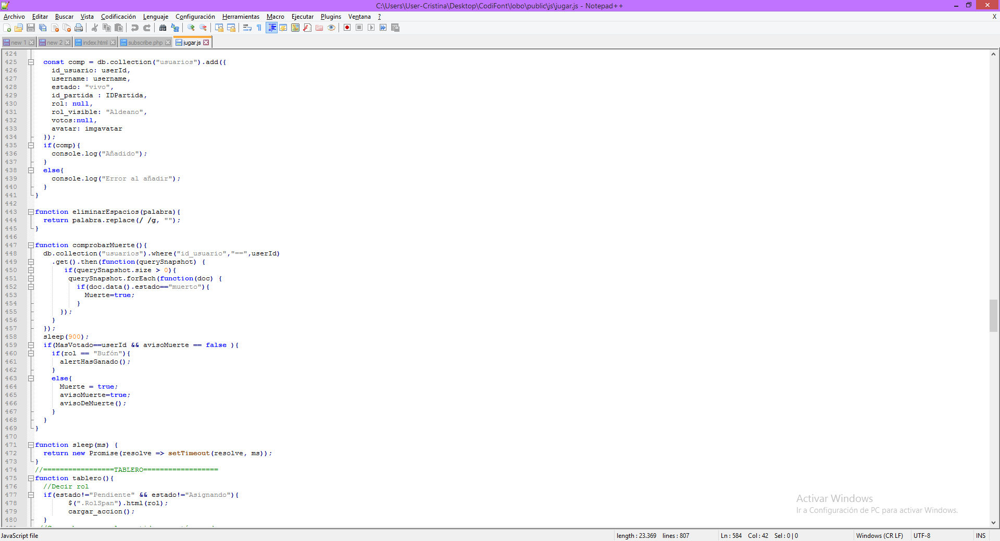 C:\Users\User-Cristina\Desktop\CodiFont\lobo\public\js\jugar.js - Notepad++
Archivo Editar Buscar Vista Codificación Lenguaje Configuración Herramientas Macro Ejecutar Plugins Ventana ? X
new 1 new 2 index.html subscribe.php jugar.js
424
425 const comp = db.collection("usuarios").add({
426 id_usuario: userId,
427 username: username,
428 estado: "vivo",
429 id_partida : IDPartida,
430 rol: null,
431 rol_visible: "Aldeano",
432 votos:null,
433 avatar: imgavatar
434 });
435 if(comp){
436 console.log("Añadido");
437 }
438 else{
439 console.log("Error al añadir");
440 }
441 }
442
443 function eliminarEspacios(palabra){
444 return palabra.replace(/ /g, "");
445 }
446
447 function comprobarMuerte(){
448 db.collection("usuarios").where("id_usuario","==",userId)
449 .get().then(function(querySnapshot) {
450 if(querySnapshot.size > 0){
451 querySnapshot.forEach(function(doc) {
452 if(doc.data().estado=="muerto"){
453 Muerte=true;
454 }
455 });
456 }
457 });
458 sleep(900);
459 if(MasVotado==userId && avisoMuerte == false ){
460 if(rol == "Bufón"){
461 alertHasGanado();
462 }
463 else{
464 Muerte = true;
465 avisoMuerte=true;
466 avisoDeMuerte();
467 }
468 }
469 }
470
471 function sleep(ms) {
472 return new Promise(resolve => setTimeout(resolve, ms));
473 }
474 //=================TABLERO==================
475 function tablero(){
476 //Decir rol
477 if(estado!="Pendiente" && estado!="Asignando"){
478 $(".RolSpan").html(rol);
479 cargar_accion();
480 }
Activar Windows
Ir a Configuración de PC para activar Windows.
JavaScript file length : 23.369 lines : 807 Ln : 584 Col : 42 Sel : 0 | 0 Windows (CR LF) UTF-8 INS